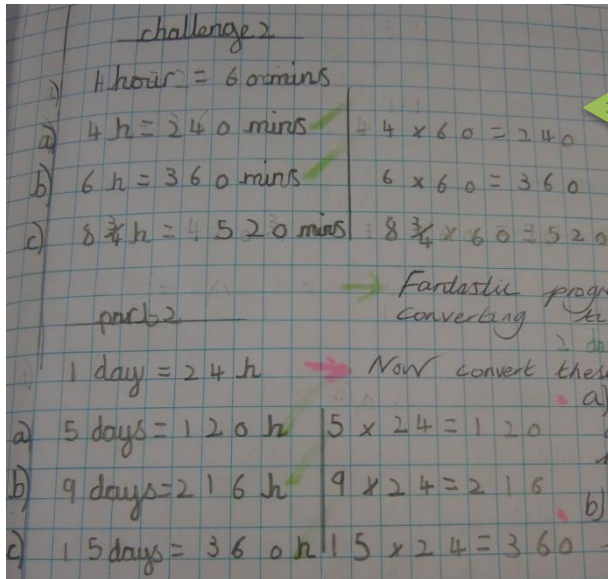 challenge 2
1) 1 hour = 60 mins
a) 4 h = 240 mins 4 x 60 = 240
b) 6 h = 360 mins 6 x 60 = 360
c) 8 ¾ h = 520 mins 8 ¾ x 60 = 520
Fantastic
part 2 converting
1 day = 24 h Now convert these
a)
a) 5 days = 120 h 5 x 24 = 120
b) 9 days = 216 h 9 x 24 = 216
b)
c) 15 days = 360 h 15 x 24 = 360